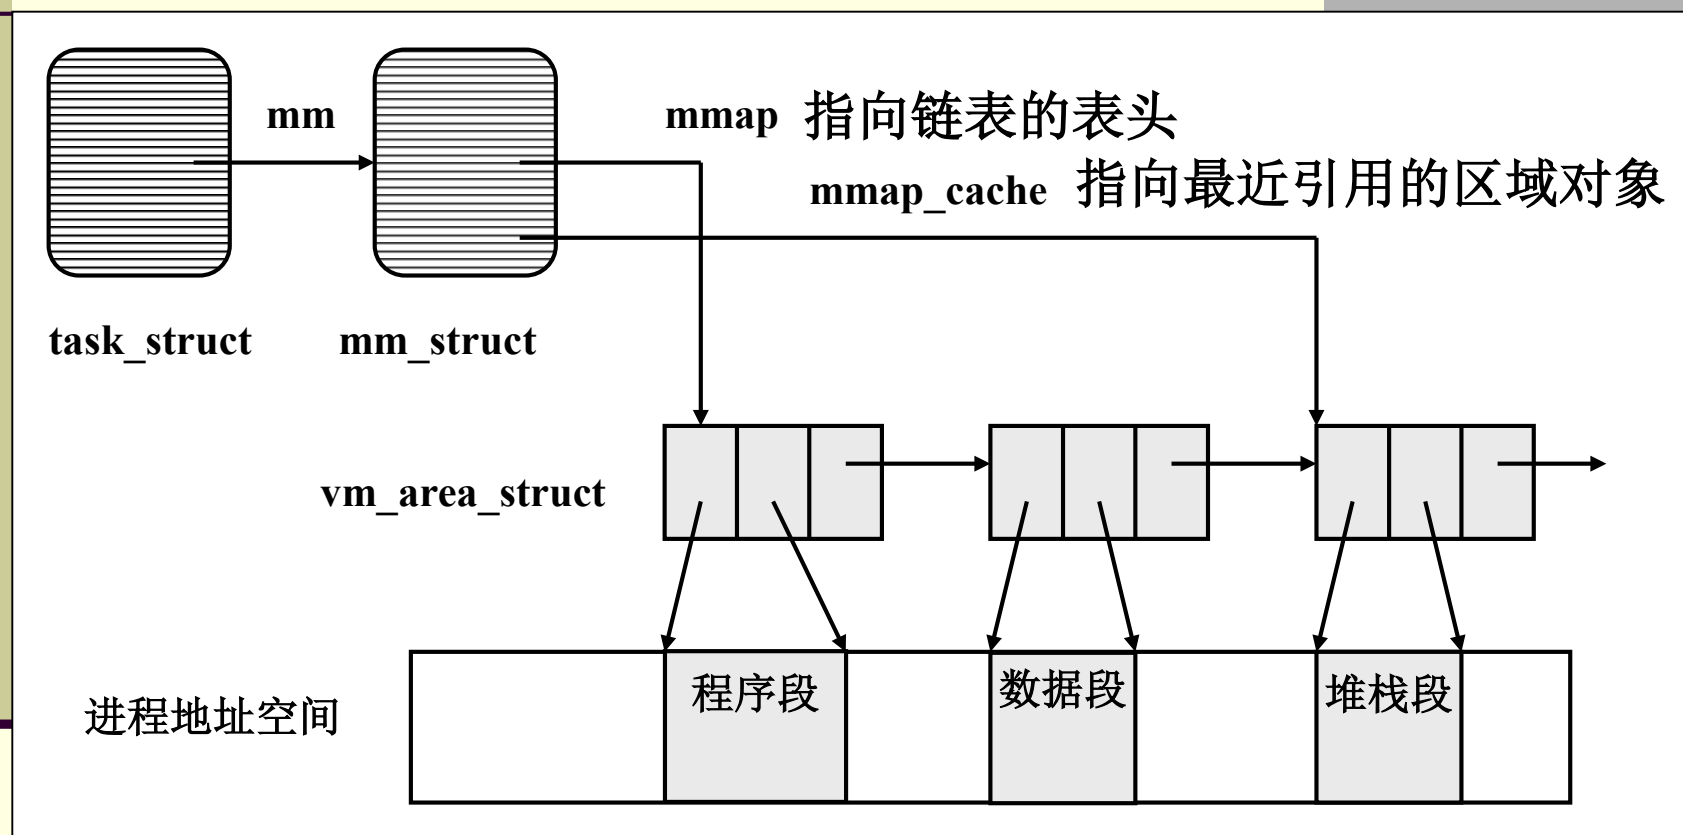 mm
mmap 指向链表的表头
mmap_cache 指向最近引用的区域对象
task_struct
mm_struct
vm_area_struct
进程地址空间
程序段
数据段
堆栈段